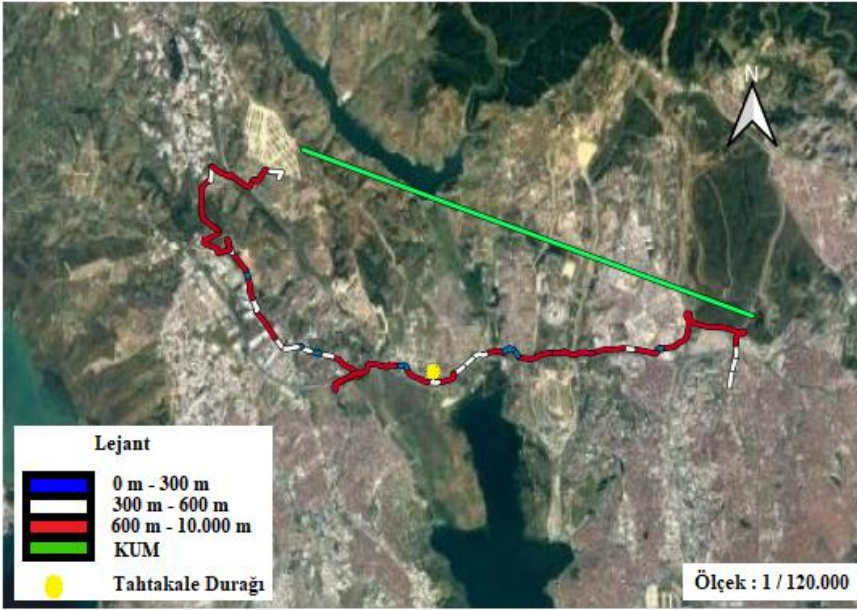 N
Lejant
0 m - 300 m
300 m - 600 m
600 m - 10.000 m
KUM
Tahtakale Durağı
Ölçek : 1 / 120.000